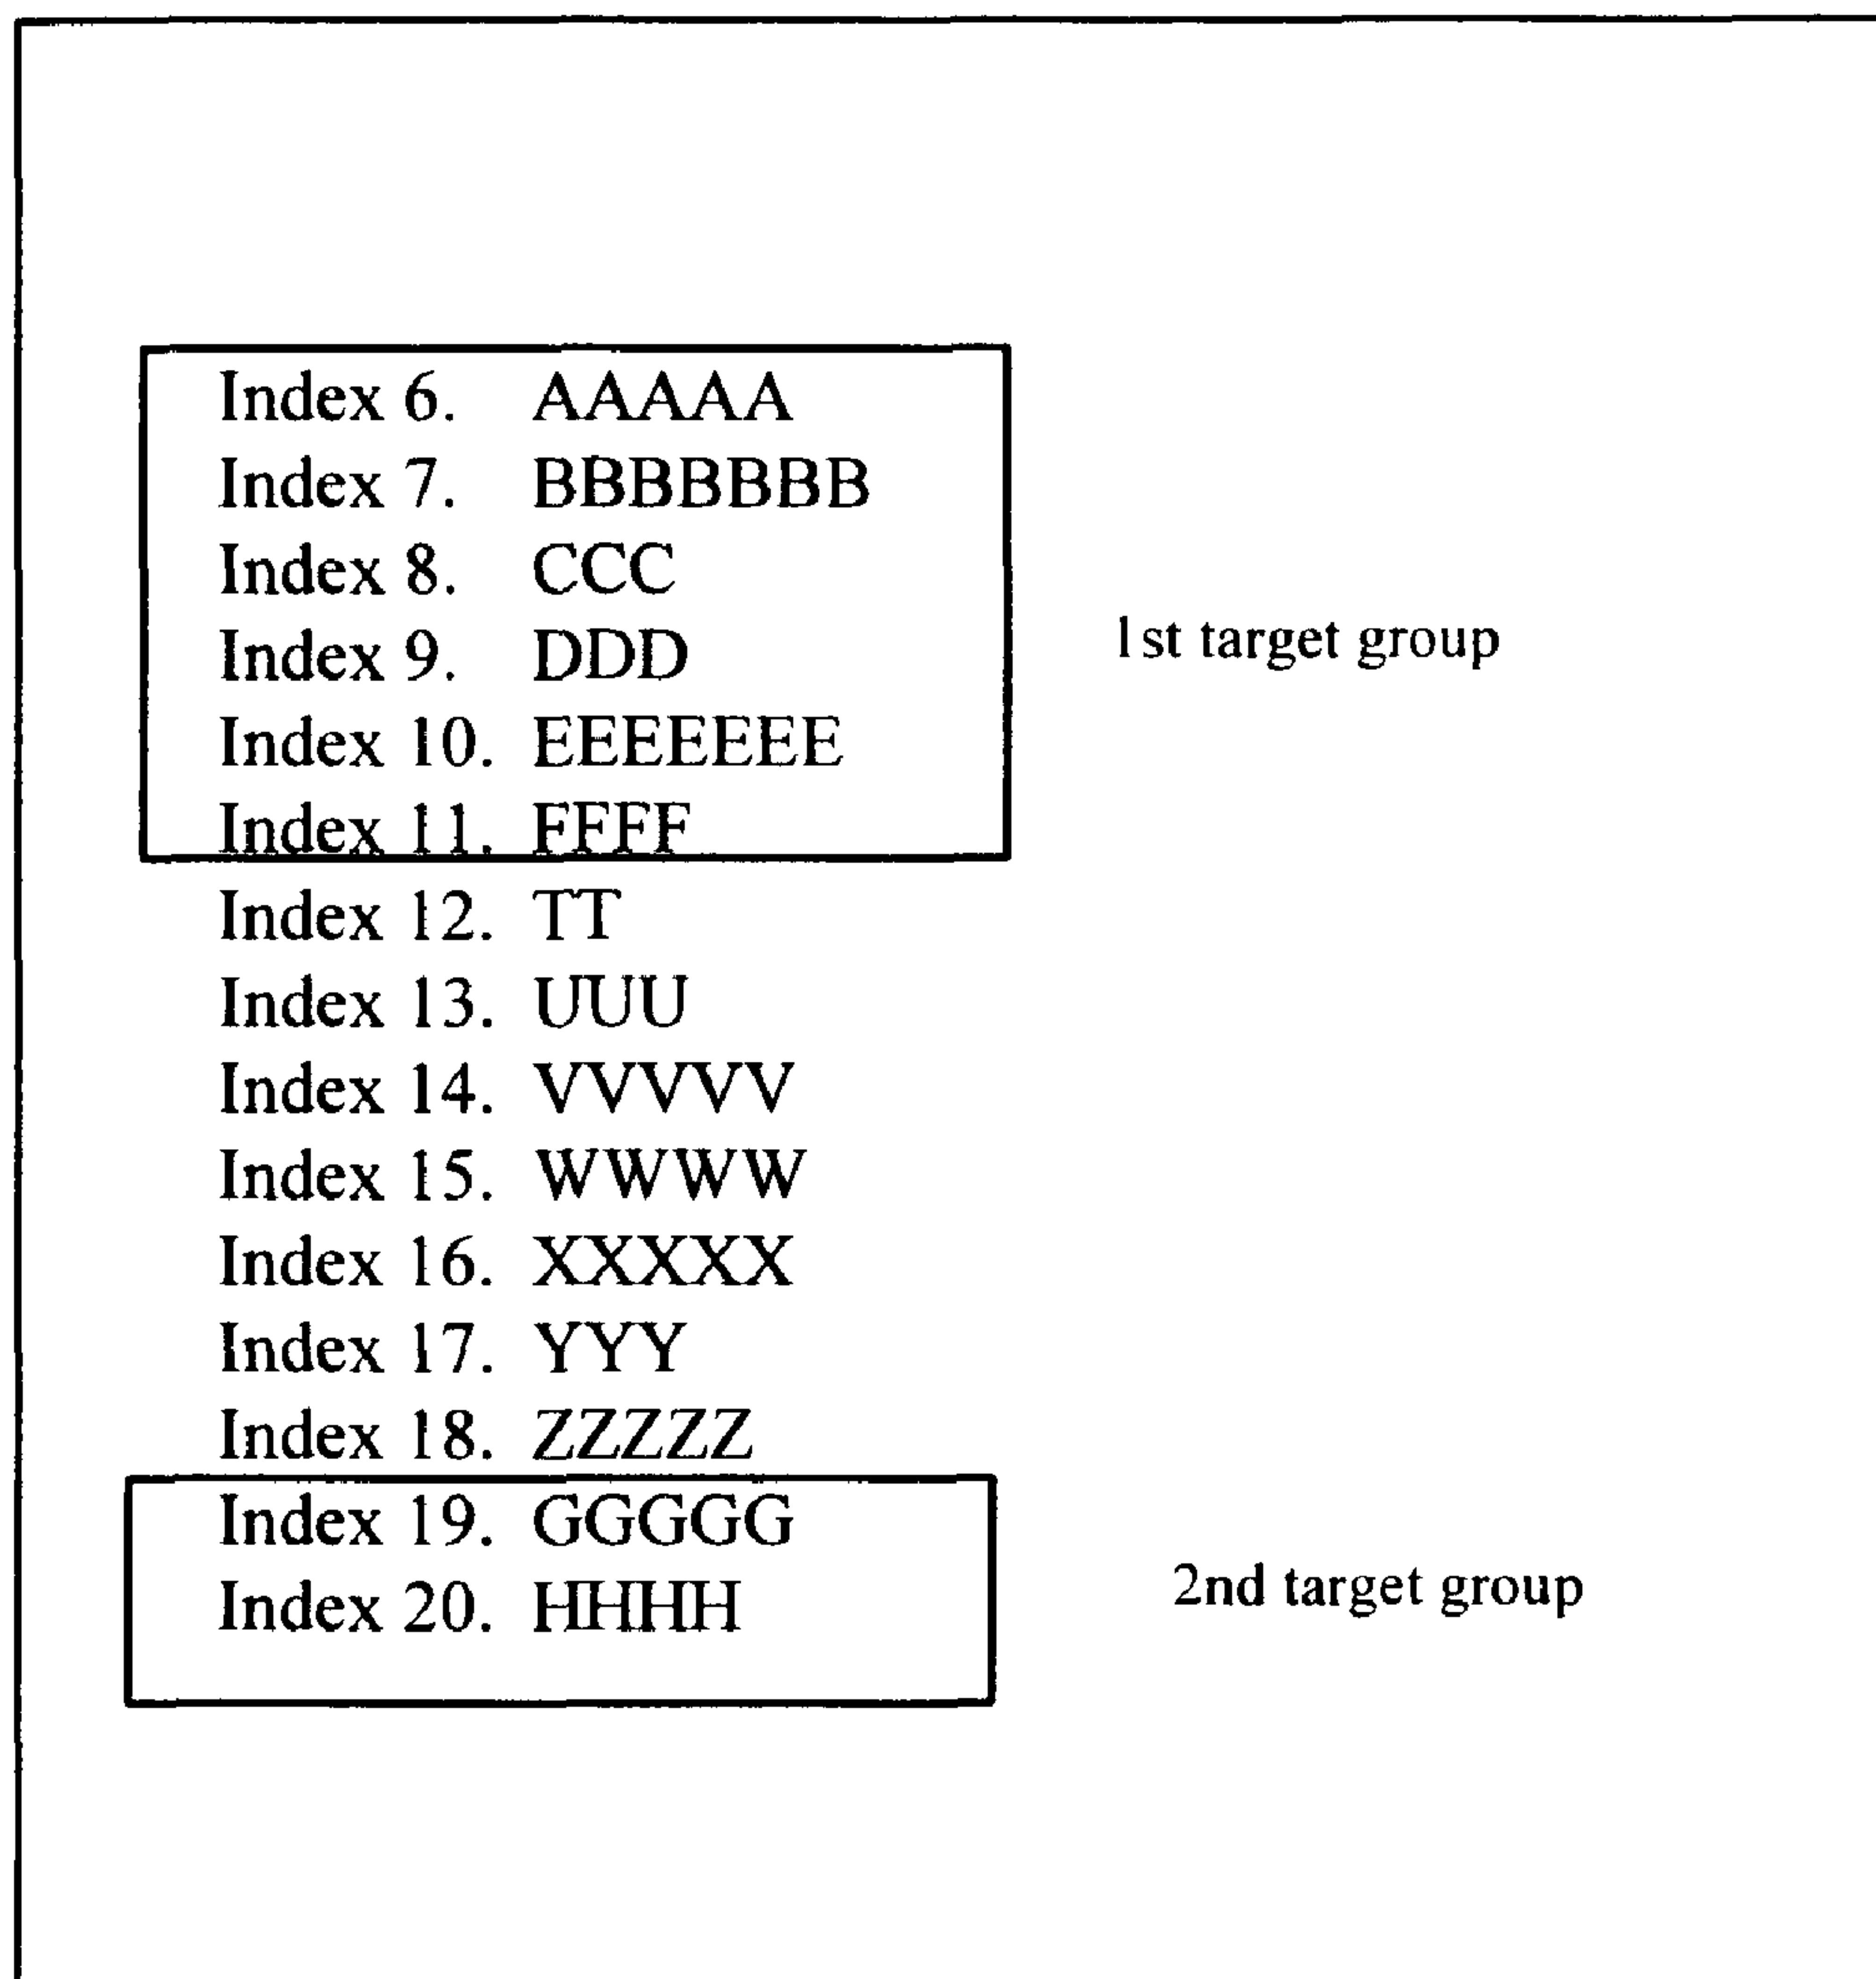 Index 6. AAAAA
Index 7. BBBBBBB
Index 8. CCC
Index 9. DDD
1st target group
Index 10. EEEEEEE
Index 11. FFFF
Index 12. TT
Index 13. UUU
Index 14. VVVVV
Index 15. WWWW
Index 16. XXXXX
Index 17. YYY
Index 18. ZZZZZ
Index 19. GGGGG
Index 20. HHHH
2nd target group